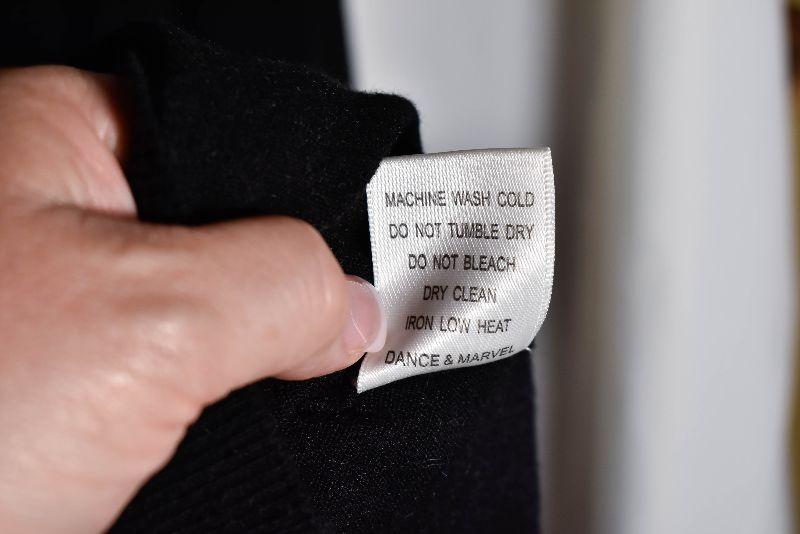 MACHINE WASH COLD
DO NOT TUMBLE DRY
DO NOT BLEACH
DRY CLEAN
IRON LOW HEAT
DANCE & MARVEL